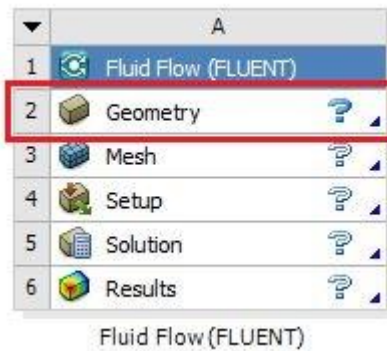 A
1 Fluid Flow (FLUENT)
2 Geometry ?
3 Mesh ?
4 Setup ?
5 Solution ?
6 Results ?
Fluid Flow (FLUENT)